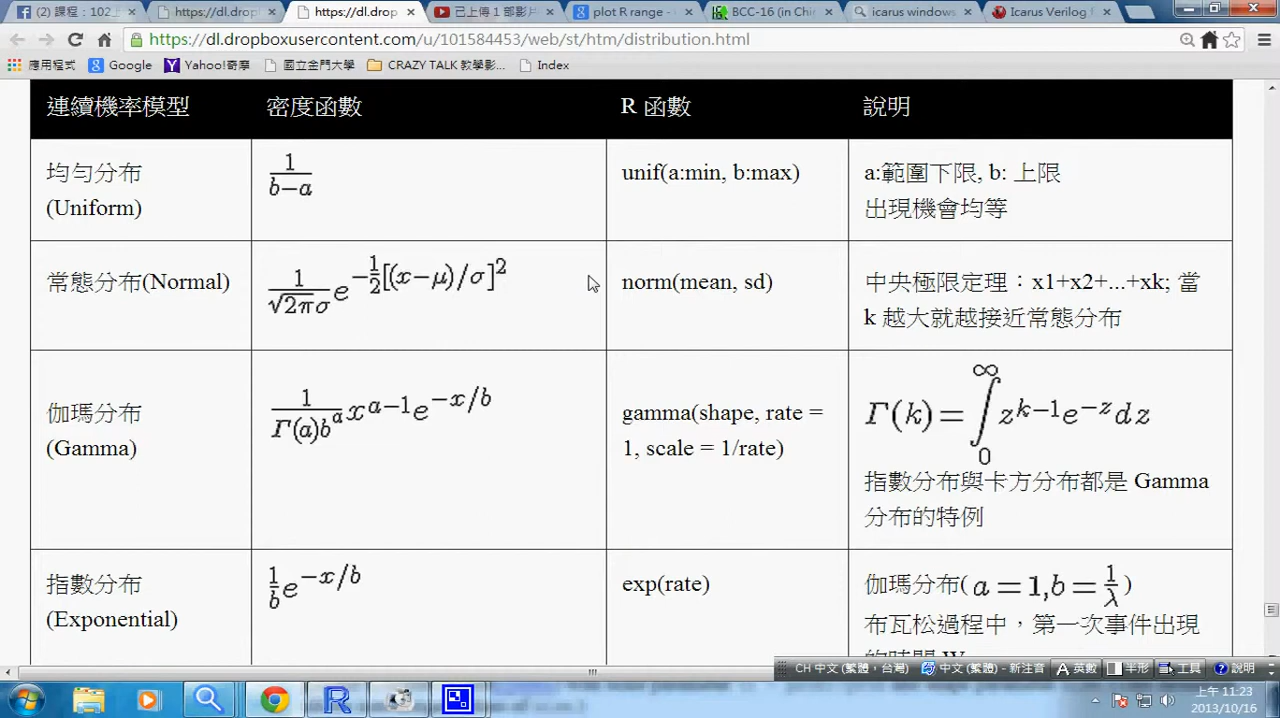 (2) 課程：102上
https://dl.drop
https://dl.drop
己上傳 1 部影片
plot R range -
BCC-16 (in Chin
icarus windows
Icarus Verilog f
https://dl.dropboxusercontent.com/u/101584453/web/st/htm/distribution.html
應用程式
Google
Yahoo!奇摩
國立金門大學
CRAZY TALK 教學影...
Index
連續機率模型 密度函數 R 函數 說明
均勻分布
(Uniform)
1/(b−a)
unif(a:min, b:max)
a:範圍下限, b: 上限
出現機會均等
常態分布(Normal)
1/(√2π σ) e^{−1/2[(x−μ)/σ]^2}
norm(mean, sd)
中央極限定理：x1+x2+...+xk; 當
k 越大就越接近常態分布
伽瑪分布
(Gamma)
1/(Γ(a)b^a) x^{a−1} e^{−x/b}
gamma(shape, rate =
1, scale = 1/rate)
Γ(k) = ∫_0^∞ z^{k−1} e^{−z} dz
指數分布與卡方分布都是 Gamma
分布的特例
指數分布
(Exponential)
1/b e^{−x/b}
exp(rate)
伽瑪分布( a = 1, b = 1/λ )
布瓦松過程中，第一次事件出現
CH 中文 (繁體，台灣) 中文 (繁體) - 新注音 英數 半形 工具 說明
上午 11:23
2013/10/16